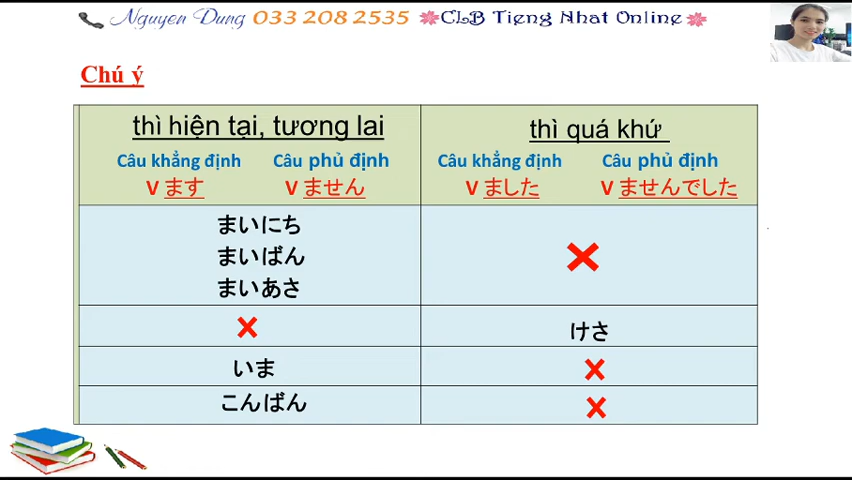 Nguyen Dung 033 208 2535 CLB Tieng Nhat Online
Chú ý
thì hiện tại, tương lai
Câu khẳng định Câu phủ định
V ます V ません
thì quá khứ
Câu khẳng định Câu phủ định
V ました V ませんでした
まいにち
まいばん
まいあさ
けさ
いま
こんばん